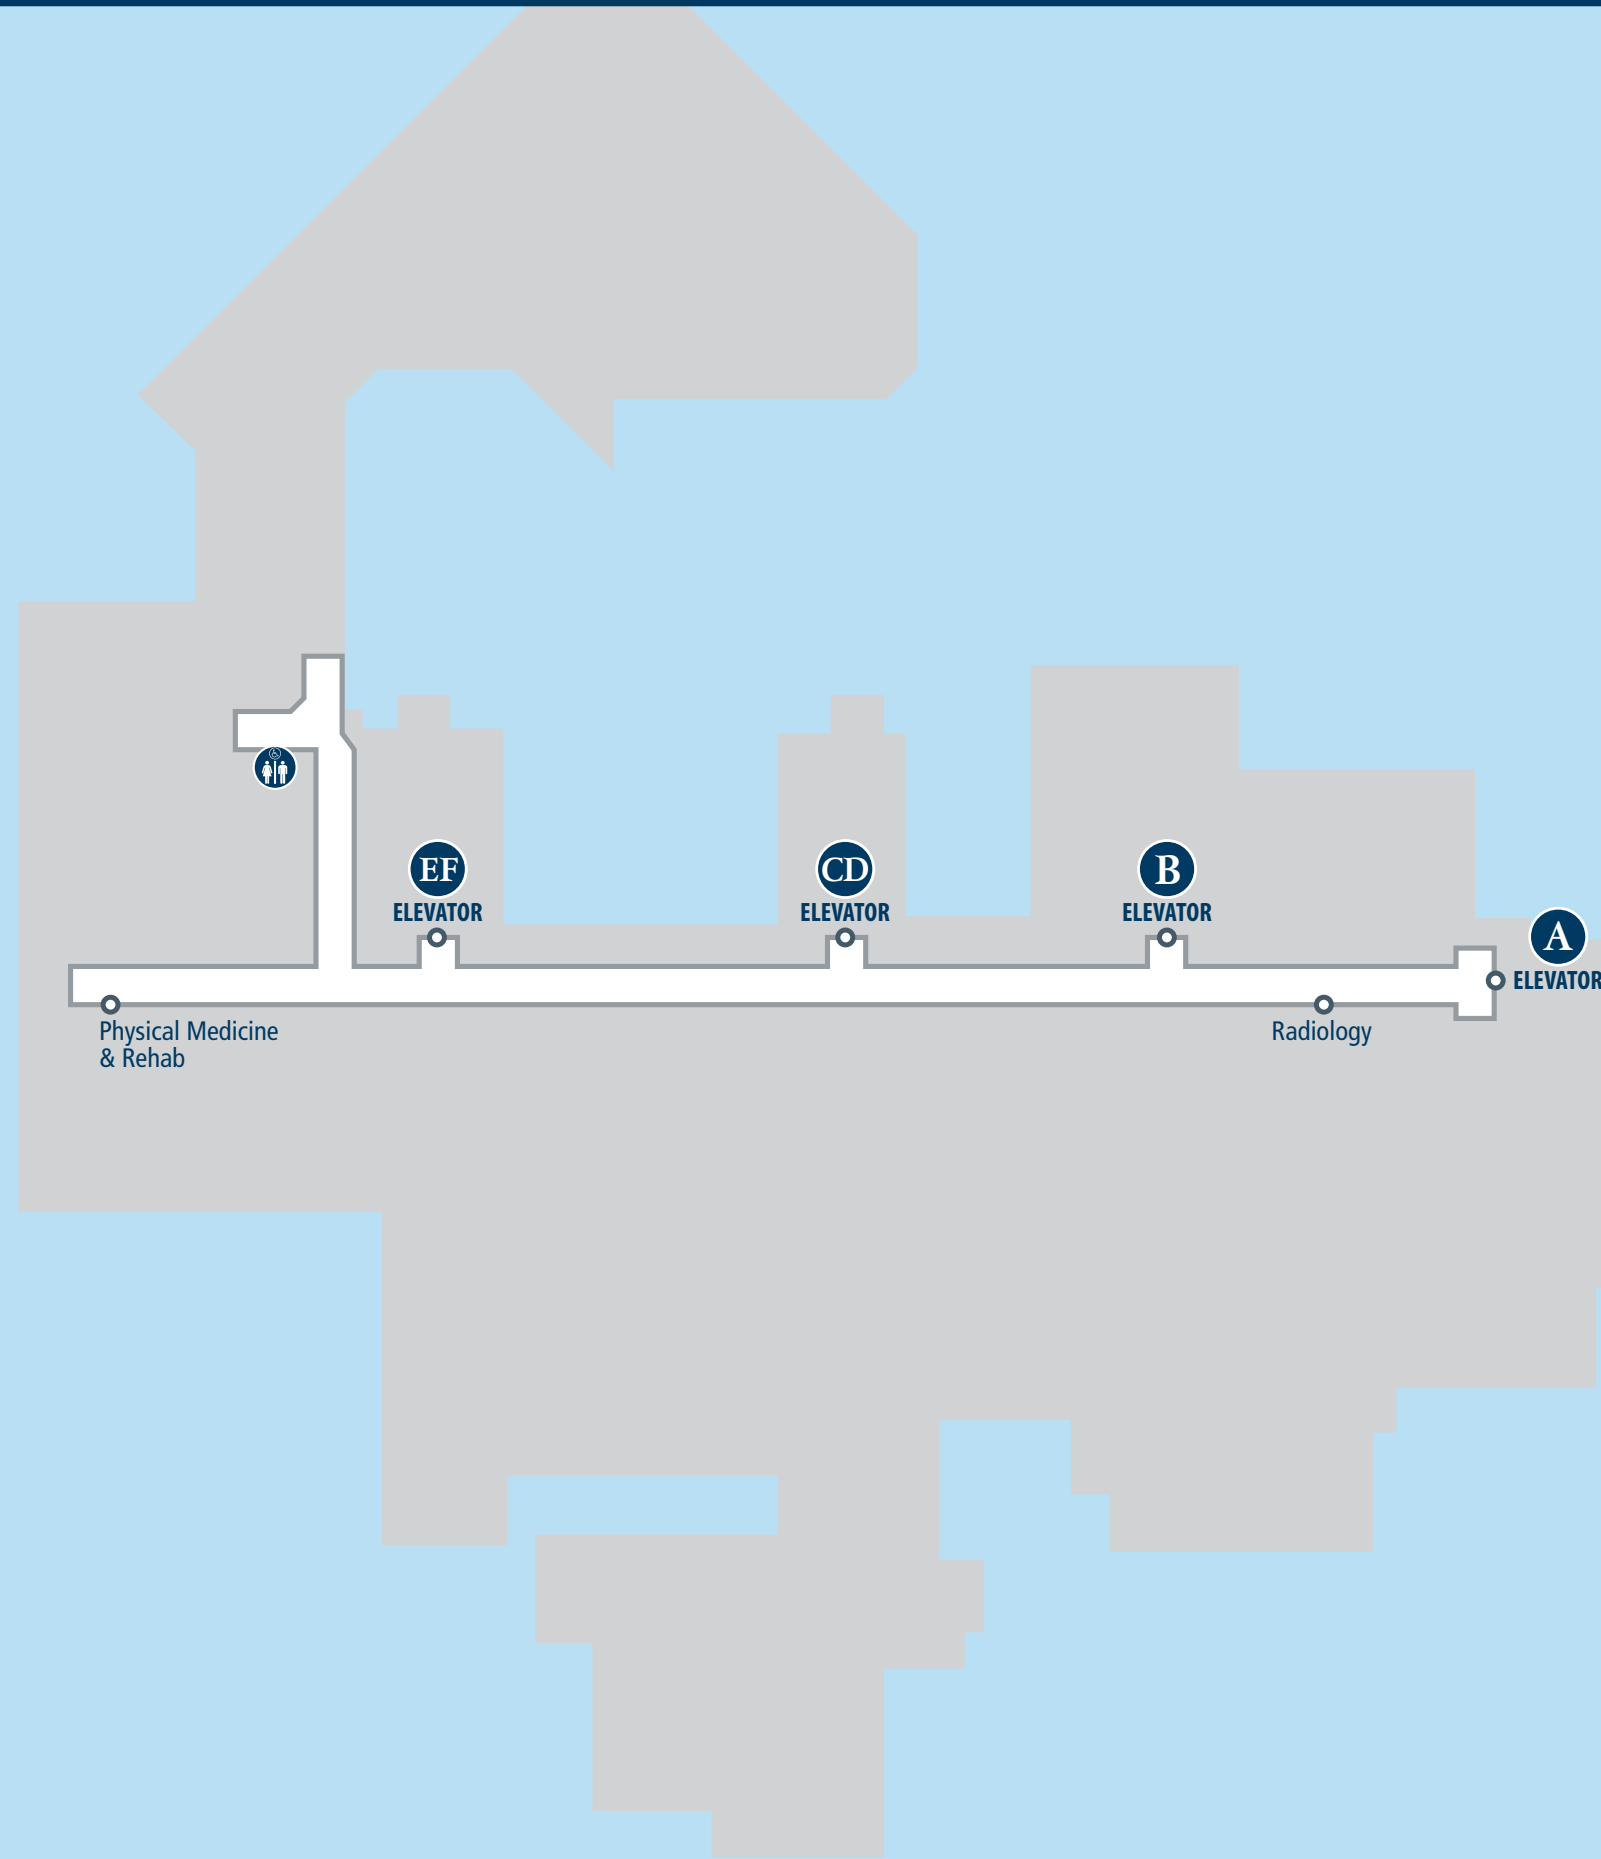 EF
ELEVATOR
CD
ELEVATOR
B
ELEVATOR
A
ELEVATOR
Physical Medicine
& Rehab
Radiology